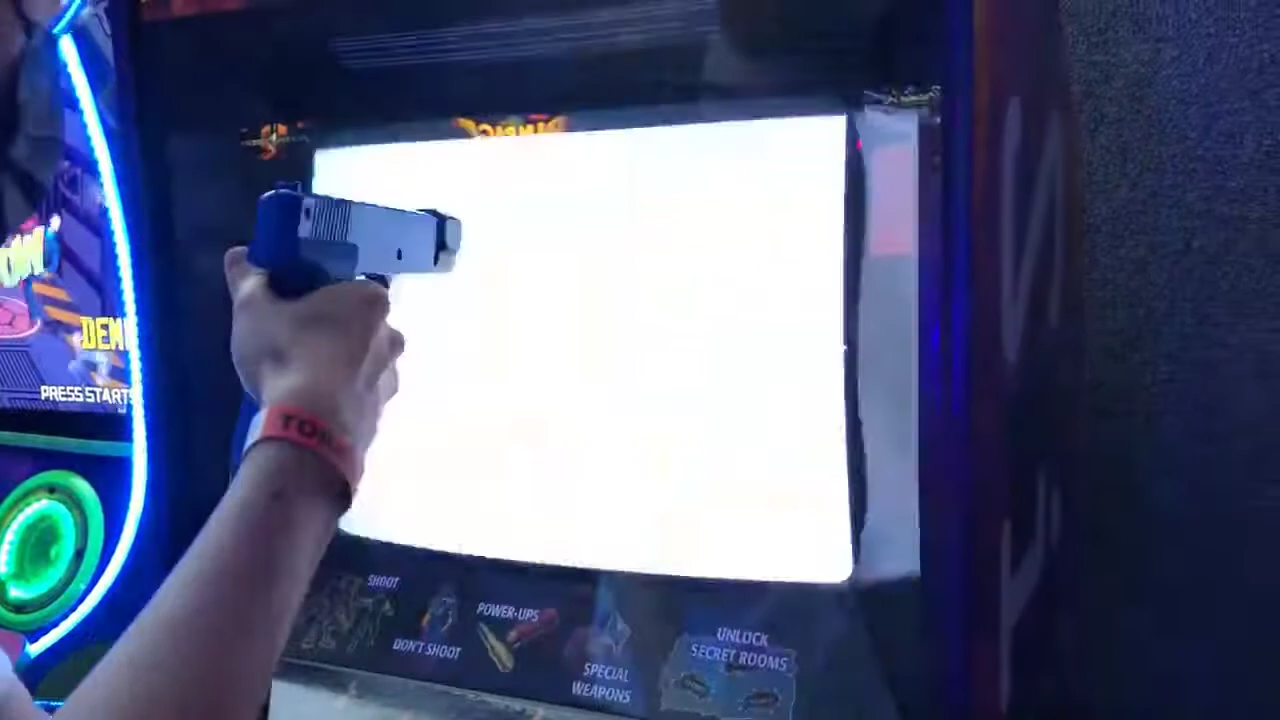 DEM
PRESS START
SHOOT
DON'T SHOOT
POWER-UPS
SPECIAL
WEAPONS
UNLOCK
SECRET ROOMS